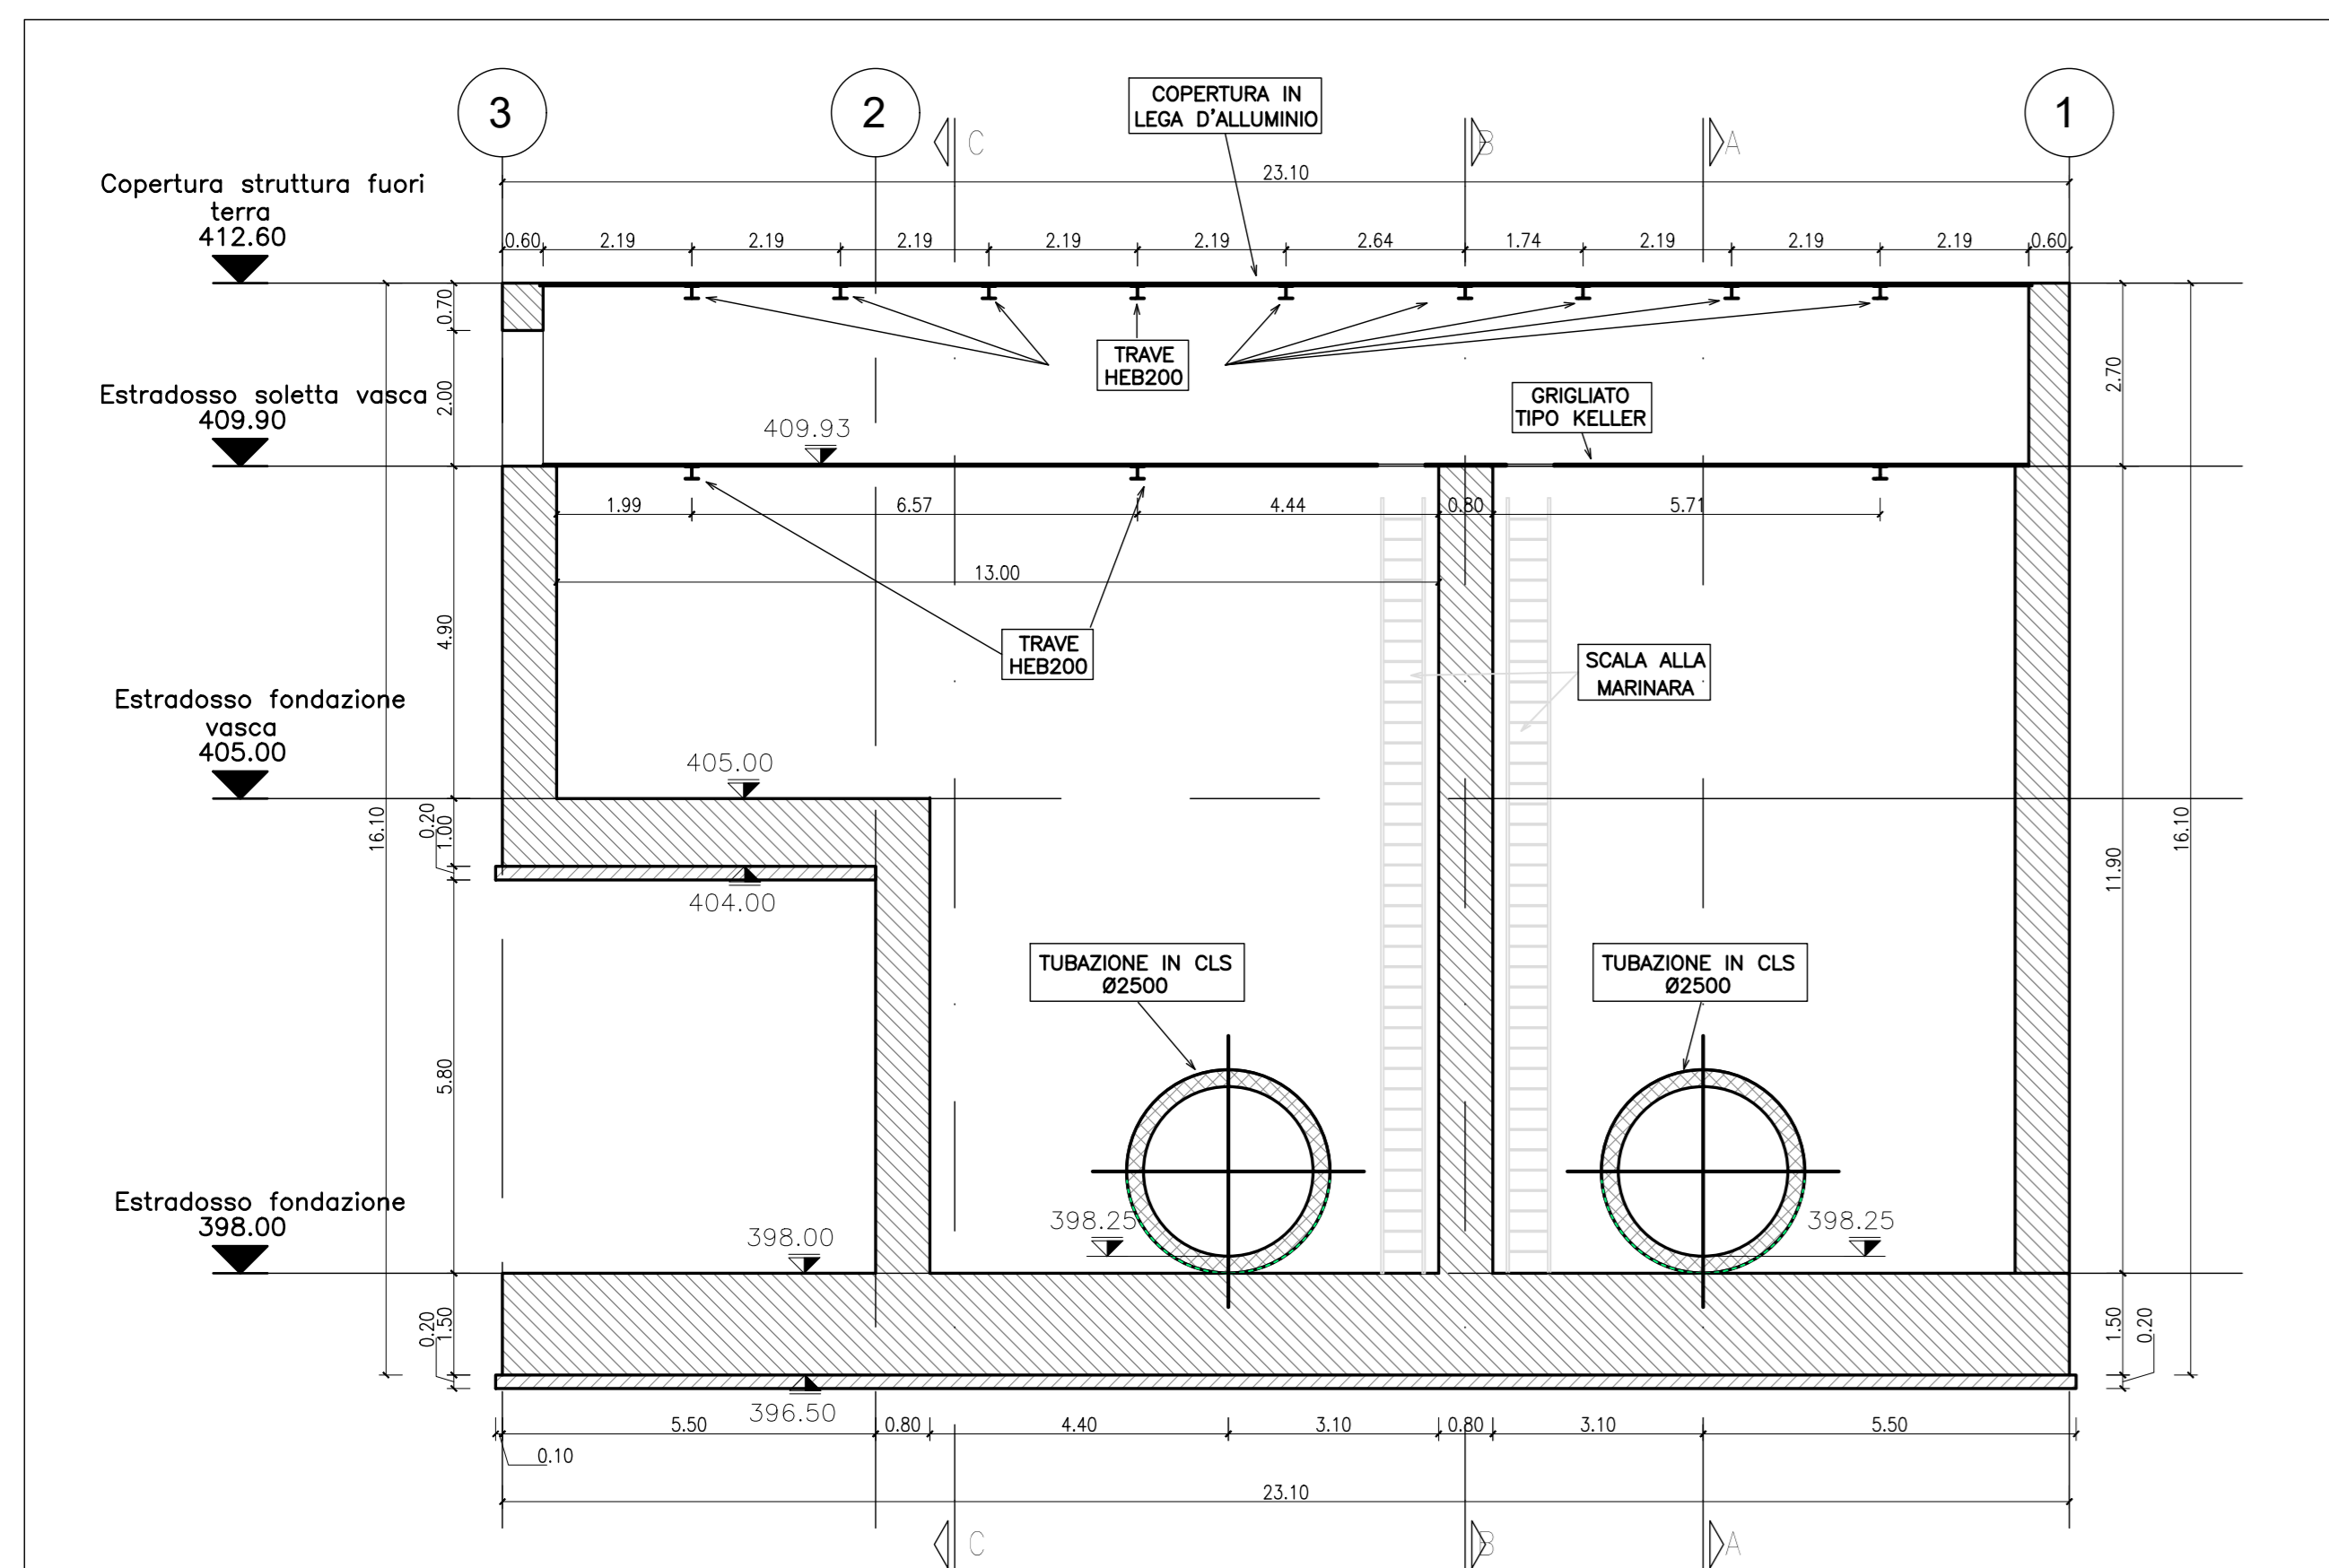 3
2
1
COPERTURA IN
LEGA D'ALLUMINIO
C
B
A
23.10
Copertura struttura fuori
terra
412.60
0.60
2.19
2.19
2.19
2.19
2.19
2.64
1.74
2.19
2.19
2.19
0.60
0.70
TRAVE
HEB200
2.70
2.00
Estradosso soletta vasca
409.90
409.93
GRIGLIATO
TIPO KELLER
1.99
6.57
4.44
0.80
5.71
13.00
4.90
TRAVE
HEB200
SCALA ALLA
MARINARA
Estradosso fondazione
vasca
405.00
405.00
16.10
0.20
1.00
16.10
11.90
404.00
TUBAZIONE IN CLS
Ø2500
TUBAZIONE IN CLS
Ø2500
5.80
Estradosso fondazione
398.00
398.00
398.25
398.25
0.20
1.50
1.50
0.20
396.50
5.50
0.80
4.40
3.10
0.80
3.10
5.50
0.10
23.10
C
B
A